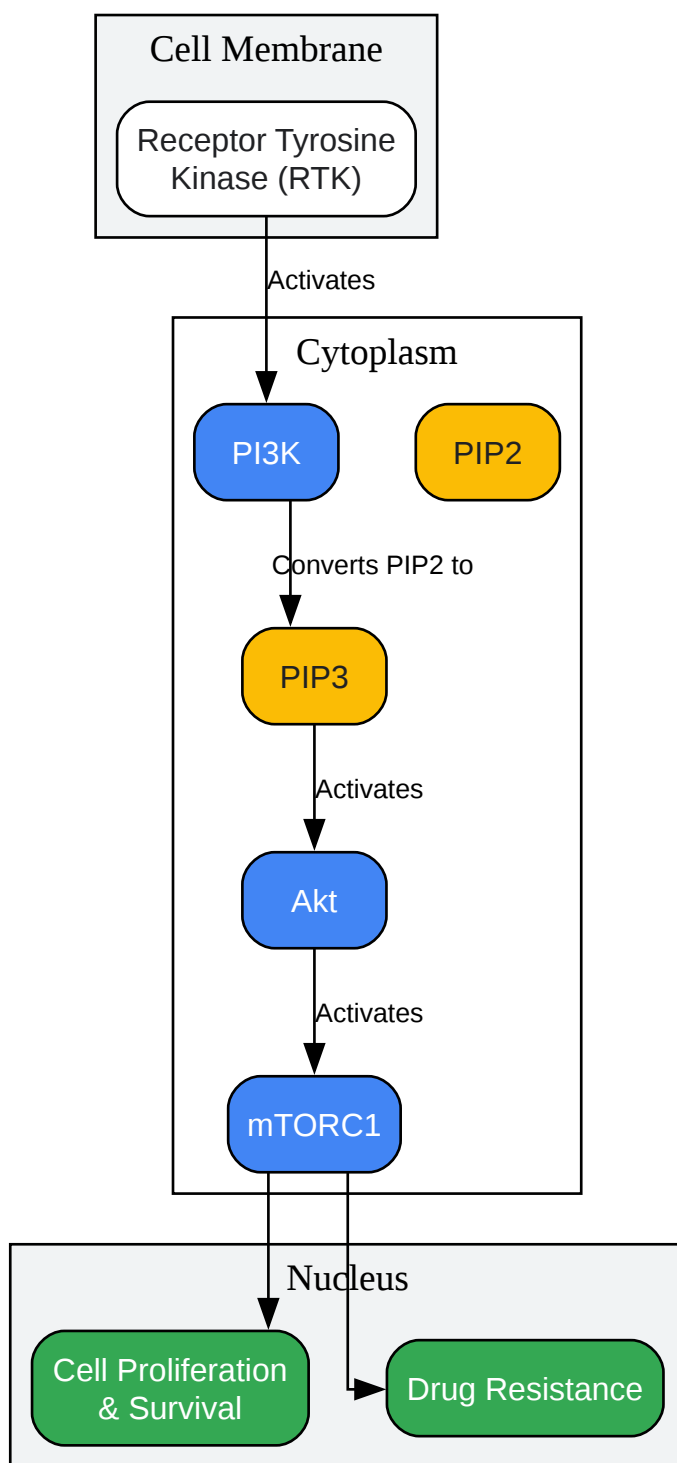 Cell Membrane
Receptor Tyrosine
Kinase (RTK)
Activates
Cytoplasm
PI3K
PIP2
Converts PIP2 to
PIP3
Activates
Akt
Activates
mTORC1
Nucleus
Cell Proliferation
& Survival
Drug Resistance